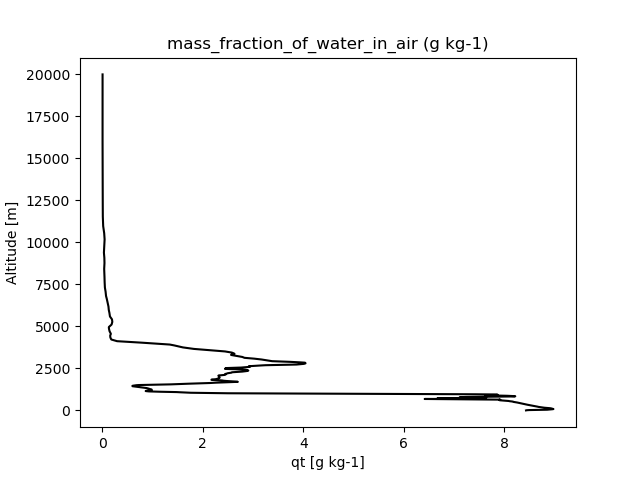 mass_fraction_of_water_in_air (g kg-1)
20000
17500
15000
12500
10000
7500
5000
2500
0
Altitude [m]
0 2 4 6 8
qt [g kg-1]